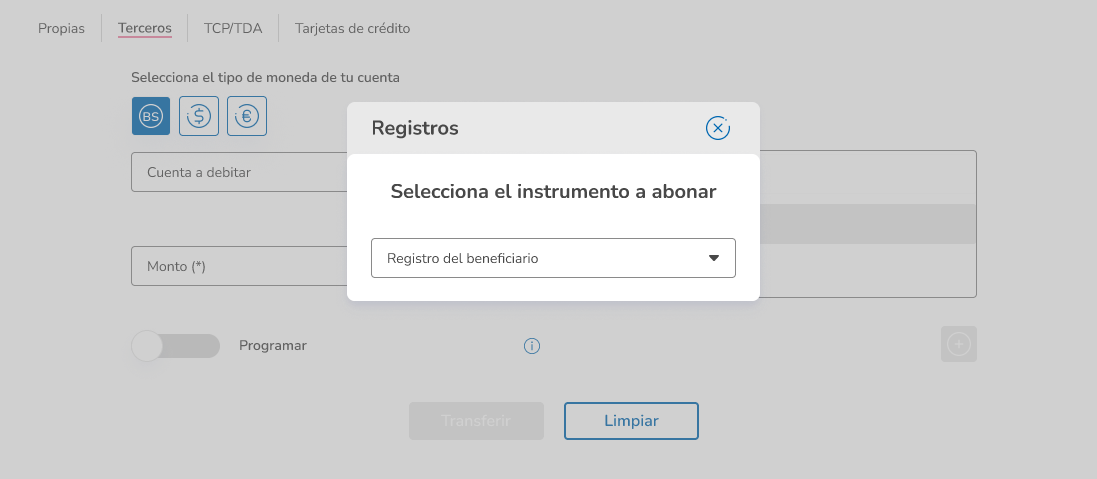 Propias Terceros TCP/TDA Tarjetas de crédito
Selecciona el tipo de moneda de tu cuenta
BS $ €
Registros
Cuenta a debitar
Selecciona el instrumento a abonar
Registro del beneficiario
Monto (*)
Programar
Transferir Limpiar